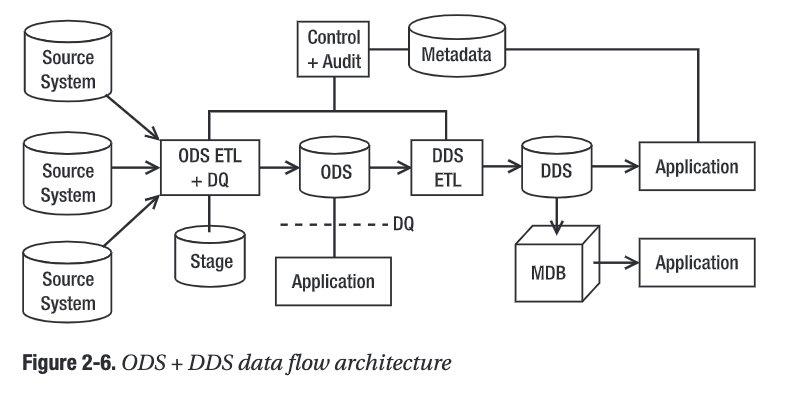 Source
System
Control
+ Audit
Metadata
Source
System
ODS ETL
+ DQ
ODS
DDS
ETL
DDS
Application
Stage
DQ
Application
MDB
Application
Source
System
Figure 2-6. ODS + DDS data flow architecture